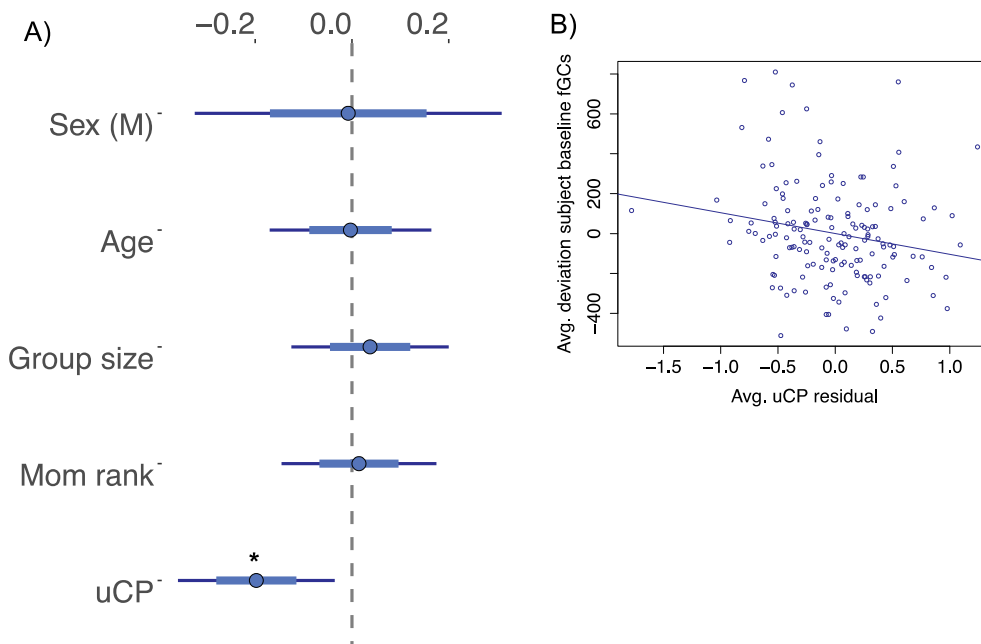 A)
−0.2 0.0 0.2
Sex (M)
Age
Group size
Mom rank
*
uCP
B)
Avg. deviation subject baseline fGCs
600
200
0
−400
−1.5 −1.0 −0.5 0.0 0.5 1.0
Avg. uCP residual